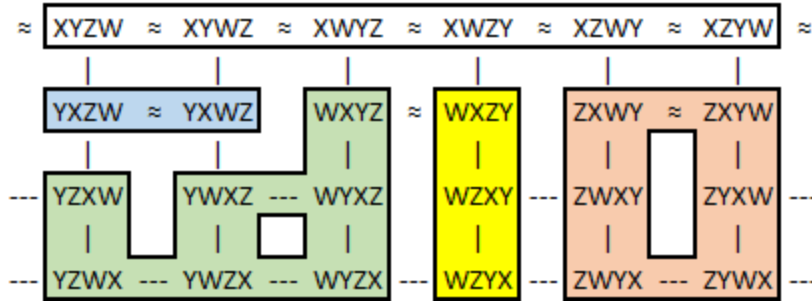 ≈ XYZW ≈ XYWZ ≈ XWYZ ≈ XWZY ≈ XZWY ≈ XZYW ≈
| | | | | |
YXZW ≈ YXWZ WXYZ ≈ WXZY ZXWY ≈ ZXYW
| | | | | |
--- YZXW YWXZ --- WYXZ WZXY --- ZWXY ZYXW ---
| | | | | |
--- YZWX --- YWZX --- WYZX --- WZYX --- ZWYX --- ZYWX ---